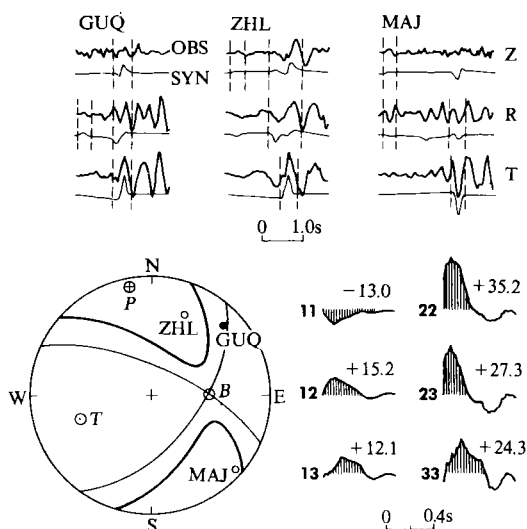 GUQ ZHL MAJ
OBS Z
SYN
R
T
0 1.0s
N
P
ZHL
GUQ
W B E
T
MAJ
S
11 -13.0 22 +35.2
12 +15.2 23 +27.3
13 +12.1 33 +24.3
0 0.4s